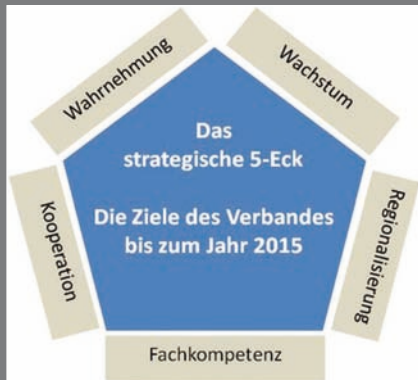 Wahrnehmung
Wachstum
Das
strategische 5-Eck
Die Ziele des Verbandes
bis zum Jahr 2015
Kooperation
Regionalisierung
Fachkompetenz